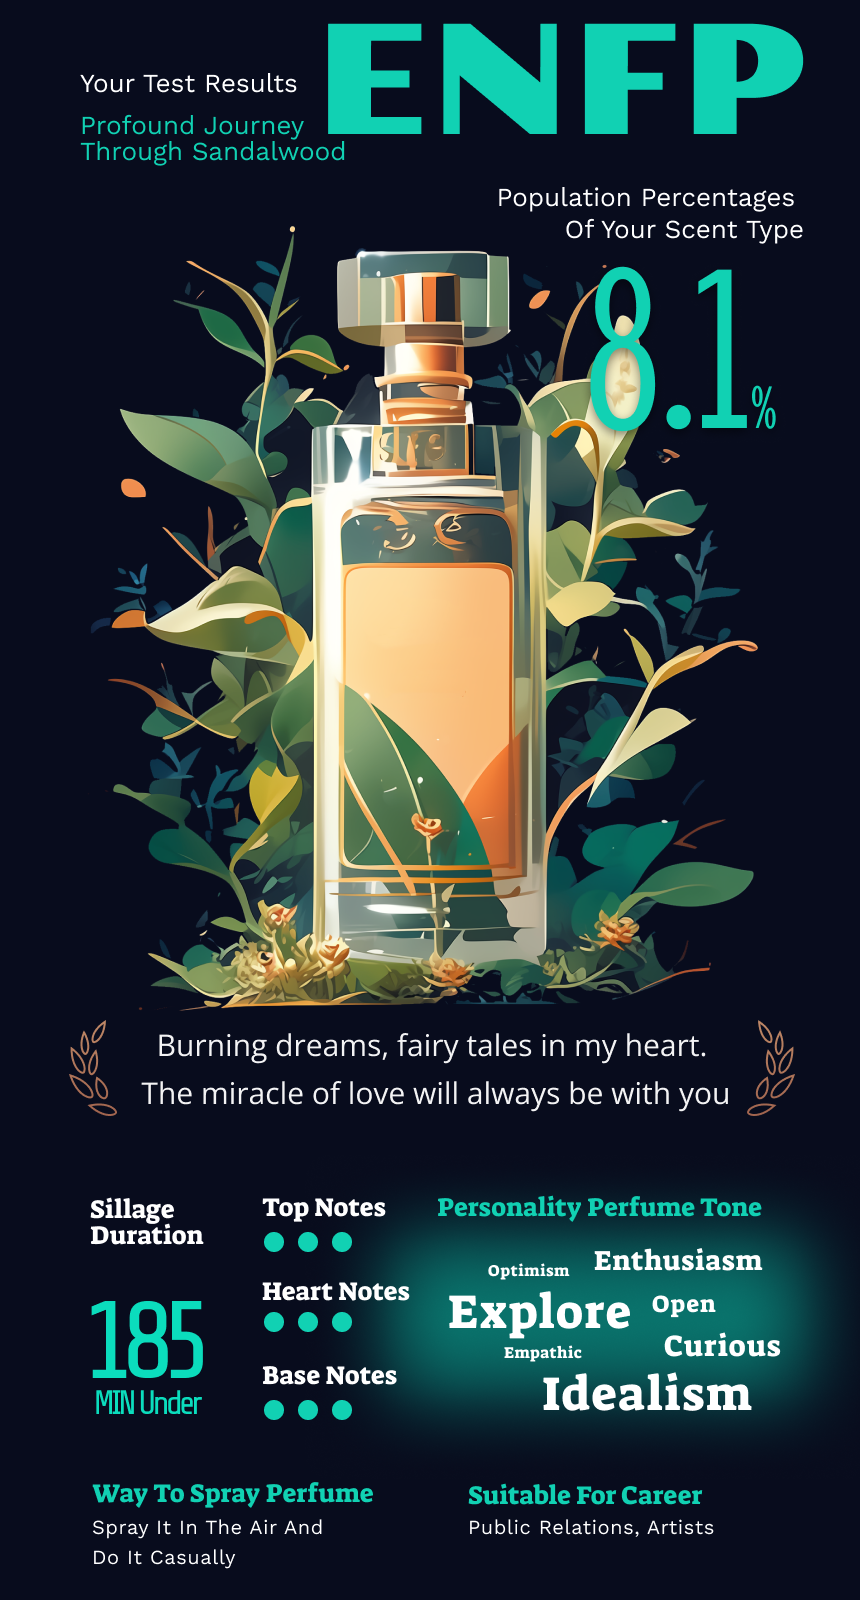 ENFP
Your Test Results
Profound Journey
Through Sandalwood
Population Percentages
Of Your Scent Type
8.1%
Burning dreams, fairy tales in my heart.
The miracle of love will always be with you
Sillage
Duration
185
MIN Under
Top Notes
Heart Notes
Base Notes
Personality Perfume Tone
Optimism
Enthusiasm
Explore
Open
Empathic
Curious
Idealism
Way To Spray Perfume
Spray It In The Air And
Do It Casually
Suitable For Career
Public Relations, Artists